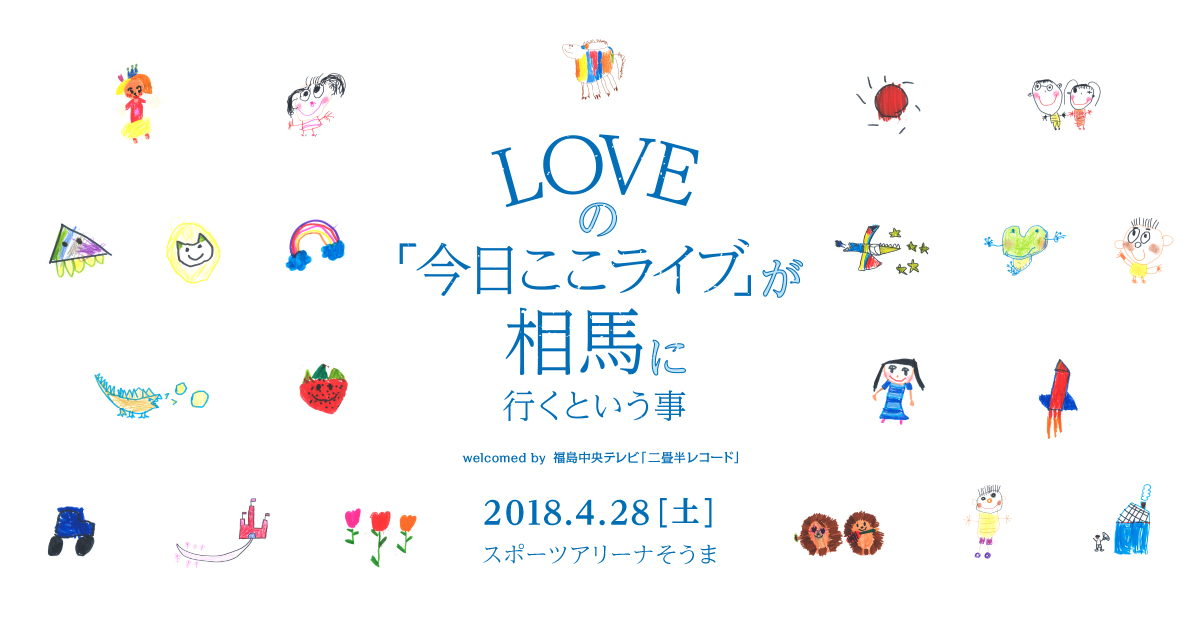 LOVE
の
「今日ここライブ」が
相馬に
行くという事
welcomed by 福島中央テレビ「二畳半レコード」
2018.4.28[土]
スポーツアリーナそうま